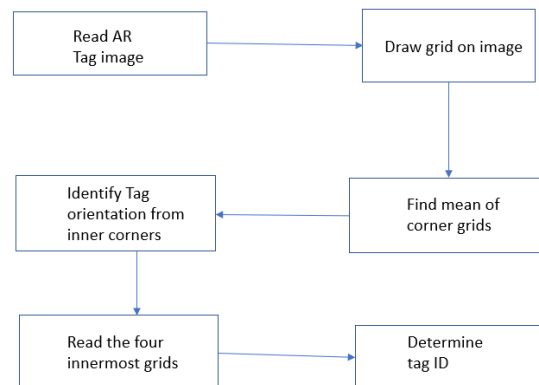 Read AR
Tag image
Draw grid on image
Find mean of
corner grids
Identify Tag
orientation from
inner corners
Read the four
innermost grids
Determine
tag ID